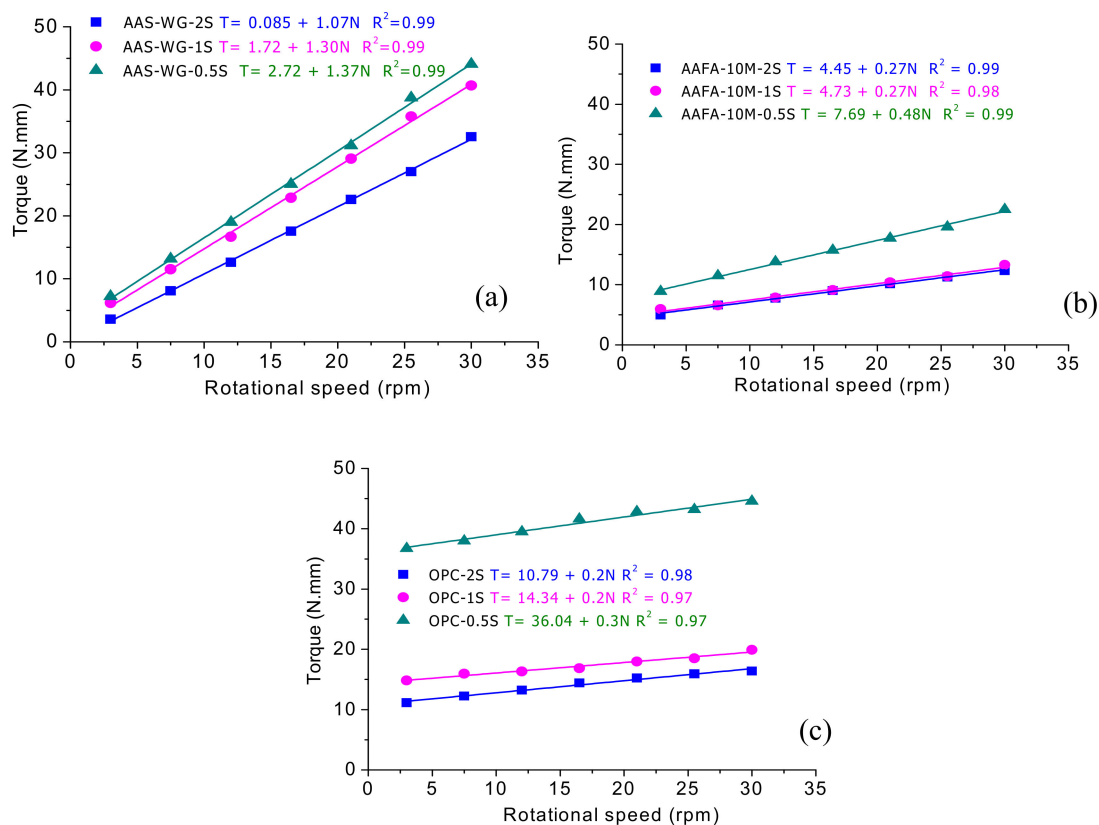 AAS-WG-2S T= 0.085 + 1.07N R²=0.99
AAS-WG-1S T= 1.72 + 1.30N R²=0.99
AAS-WG-0.5S T= 2.72 + 1.37N R²=0.99
50
40
30
20
10
0
Torque (N.mm)
(a)
0 5 10 15 20 25 30 35
Rotational speed (rpm)
AAFA-10M-2S T = 4.45 + 0.27N R² = 0.99
AAFA-10M-1S T = 4.73 + 0.27N R² = 0.98
AAFA-10M-0.5S T = 7.69 + 0.48N R² = 0.99
50
40
30
20
10
0
Torque (N.mm)
(b)
0 5 10 15 20 25 30 35
Rotational speed (rpm)
50
40
30
20
10
0
Torque (N.mm)
OPC-2S T= 10.79 + 0.2N R² = 0.98
OPC-1S T= 14.34 + 0.2N R² = 0.97
OPC-0.5S T= 36.04 + 0.3N R² = 0.97
(c)
0 5 10 15 20 25 30 35
Rotational speed (rpm)